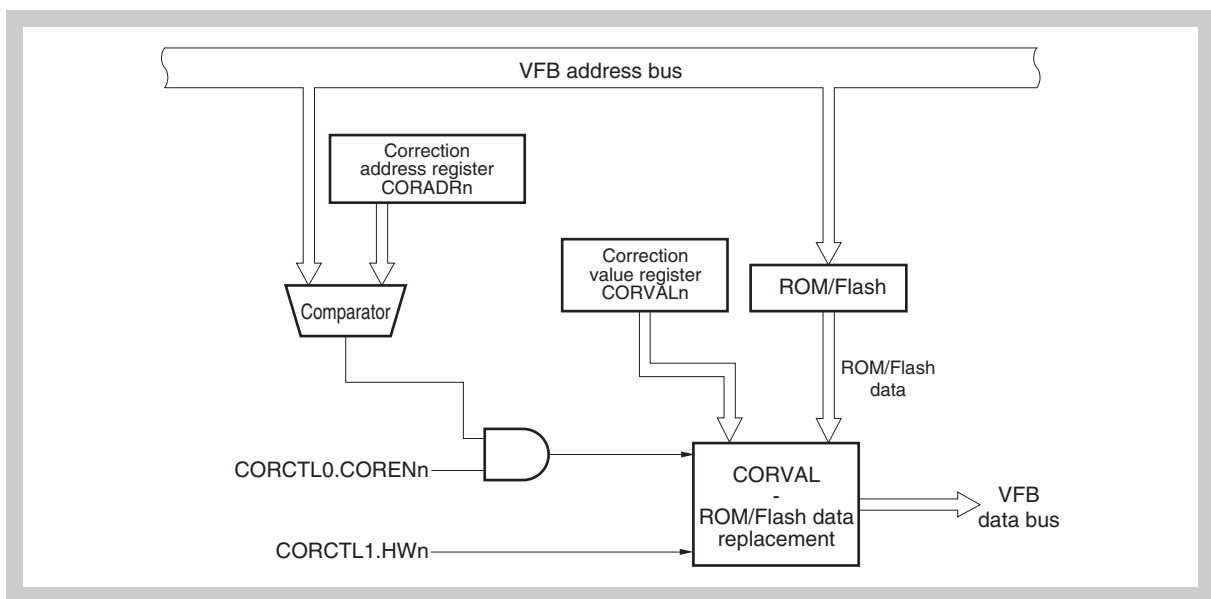 VFB address bus
Correction
address register
CORADRn
Correction
value register
CORVALn
ROM/Flash
Comparator
ROM/Flash
data
CORCTL0.CORENn
CORVAL
-
ROM/Flash data
replacement
VFB
data bus
CORCTL1.HWn